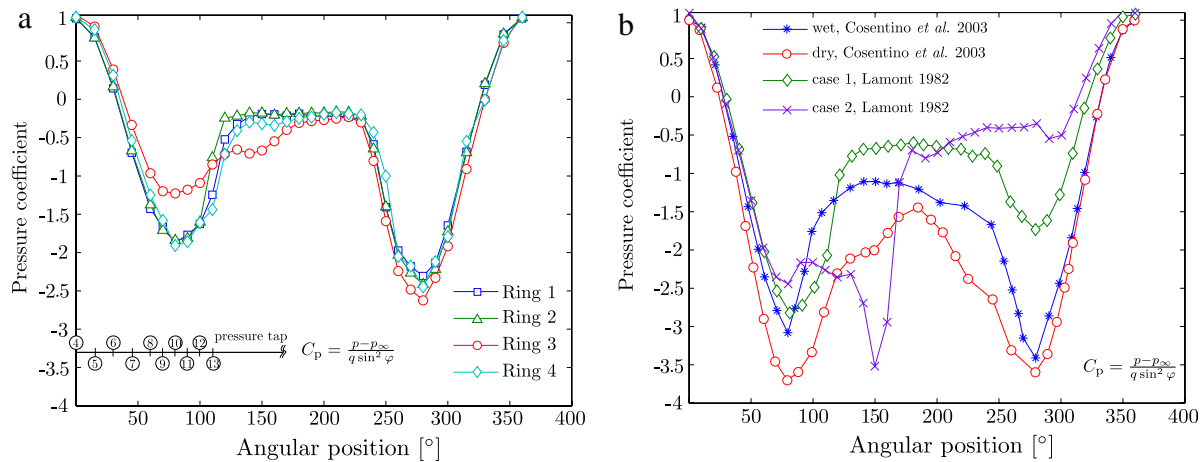 a
1
0.5
0
-0.5
-1
-1.5
-2
-2.5
-3
-3.5
-4
Pressure coefficient
50 100 150 200 250 300 350 400
Angular position [°]
Ring 1
Ring 2
Ring 3
Ring 4
pressure tap
4 5 6 7 8 9 10 11 12 13
C_p = (p−p_∞)/(q sin² φ)
b
1
0.5
0
-0.5
-1
-1.5
-2
-2.5
-3
-3.5
-4
Pressure coefficient
50 100 150 200 250 300 350 400
Angular position [°]
wet, Cosentino et al. 2003
dry, Cosentino et al. 2003
case 1, Lamont 1982
case 2, Lamont 1982
C_p = (p−p_∞)/(q sin² φ)